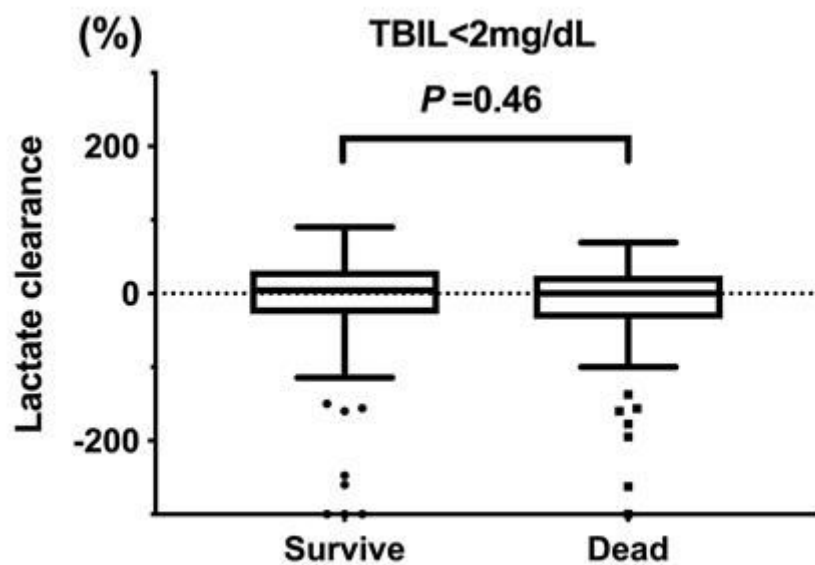 (%)
TBIL<2mg/dL
P =0.46
Lactate clearance
200
0
-200
Survive
Dead